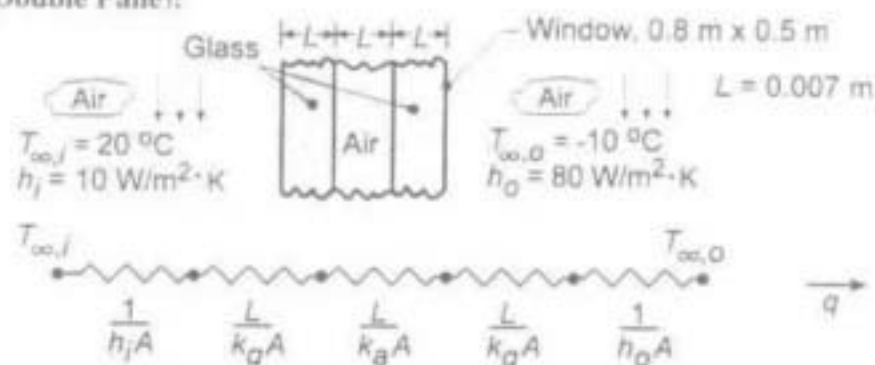 Double Pane):
Glass
L L L
Window, 0.8 m x 0.5 m
L = 0.007 m
Air
T∞,i = 20 °C
hi = 10 W/m²·K
Air
Air
T∞,o = -10 °C
ho = 80 W/m²·K
T∞,i
T∞,o
1/hiA
L/kgA
L/kaA
L/kgA
1/hoA
q